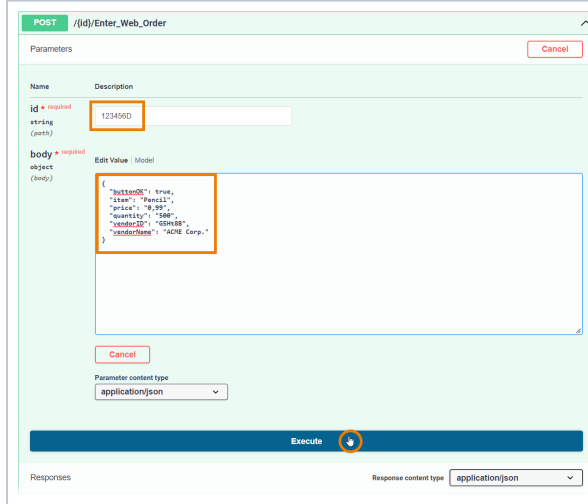 POST /{id}/Enter_Web_Order
Parameters
Cancel
Name Description
id * required
string
(path)
123456D
body * required
object
(body)
Edit Value | Model
{
"buttonOK": true,
"item": "Pencil",
"price": "0,99",
"quantity": "500",
"vendorID": "G5Ht8B",
"vendorName": "ACME Corp."
}
Cancel
Parameter content type
application/json
Execute
Responses
Response content type application/json